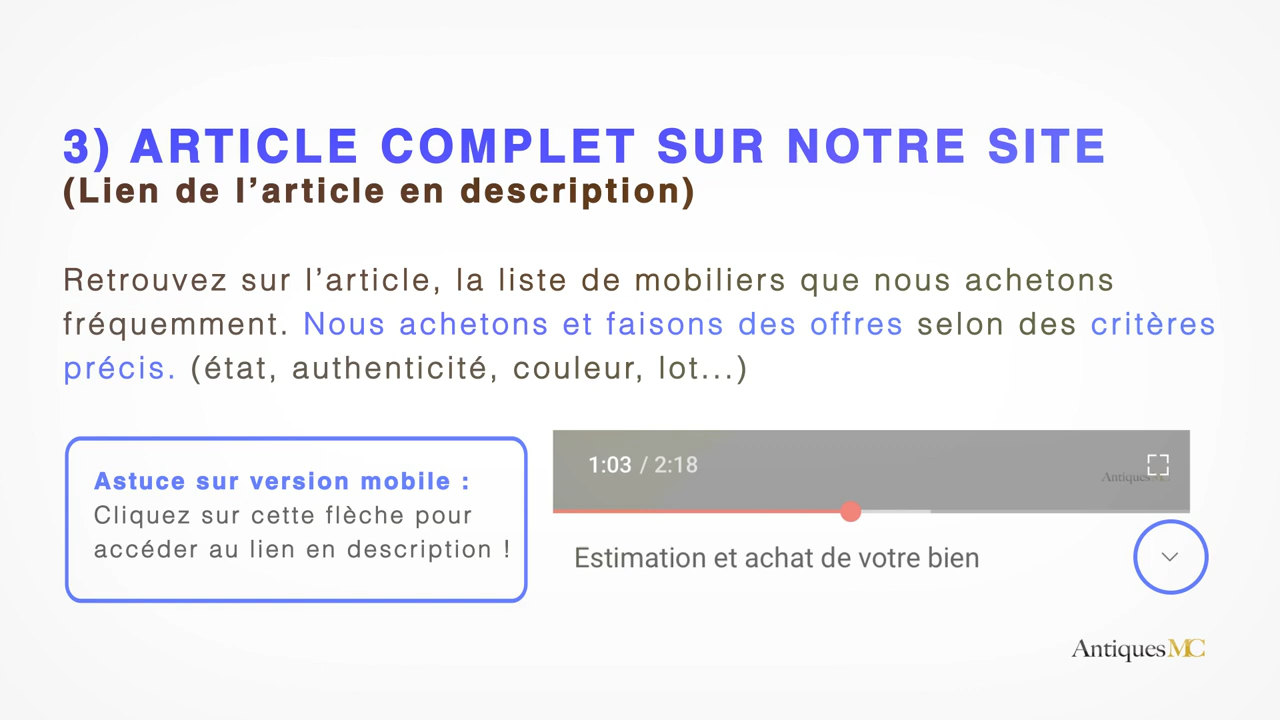 3) ARTICLE COMPLET SUR NOTRE SITE
(Lien de l’article en description)
Retrouvez sur l’article, la liste de mobiliers que nous achetons
fréquemment. Nous achetons et faisons des offres selon des critères
précis. (état, authenticité, couleur, lot...)
Astuce sur version mobile :
Cliquez sur cette flèche pour
accéder au lien en description !
1:03 / 2:18
AntiquesMC
Estimation et achat de votre bien
AntiquesMC